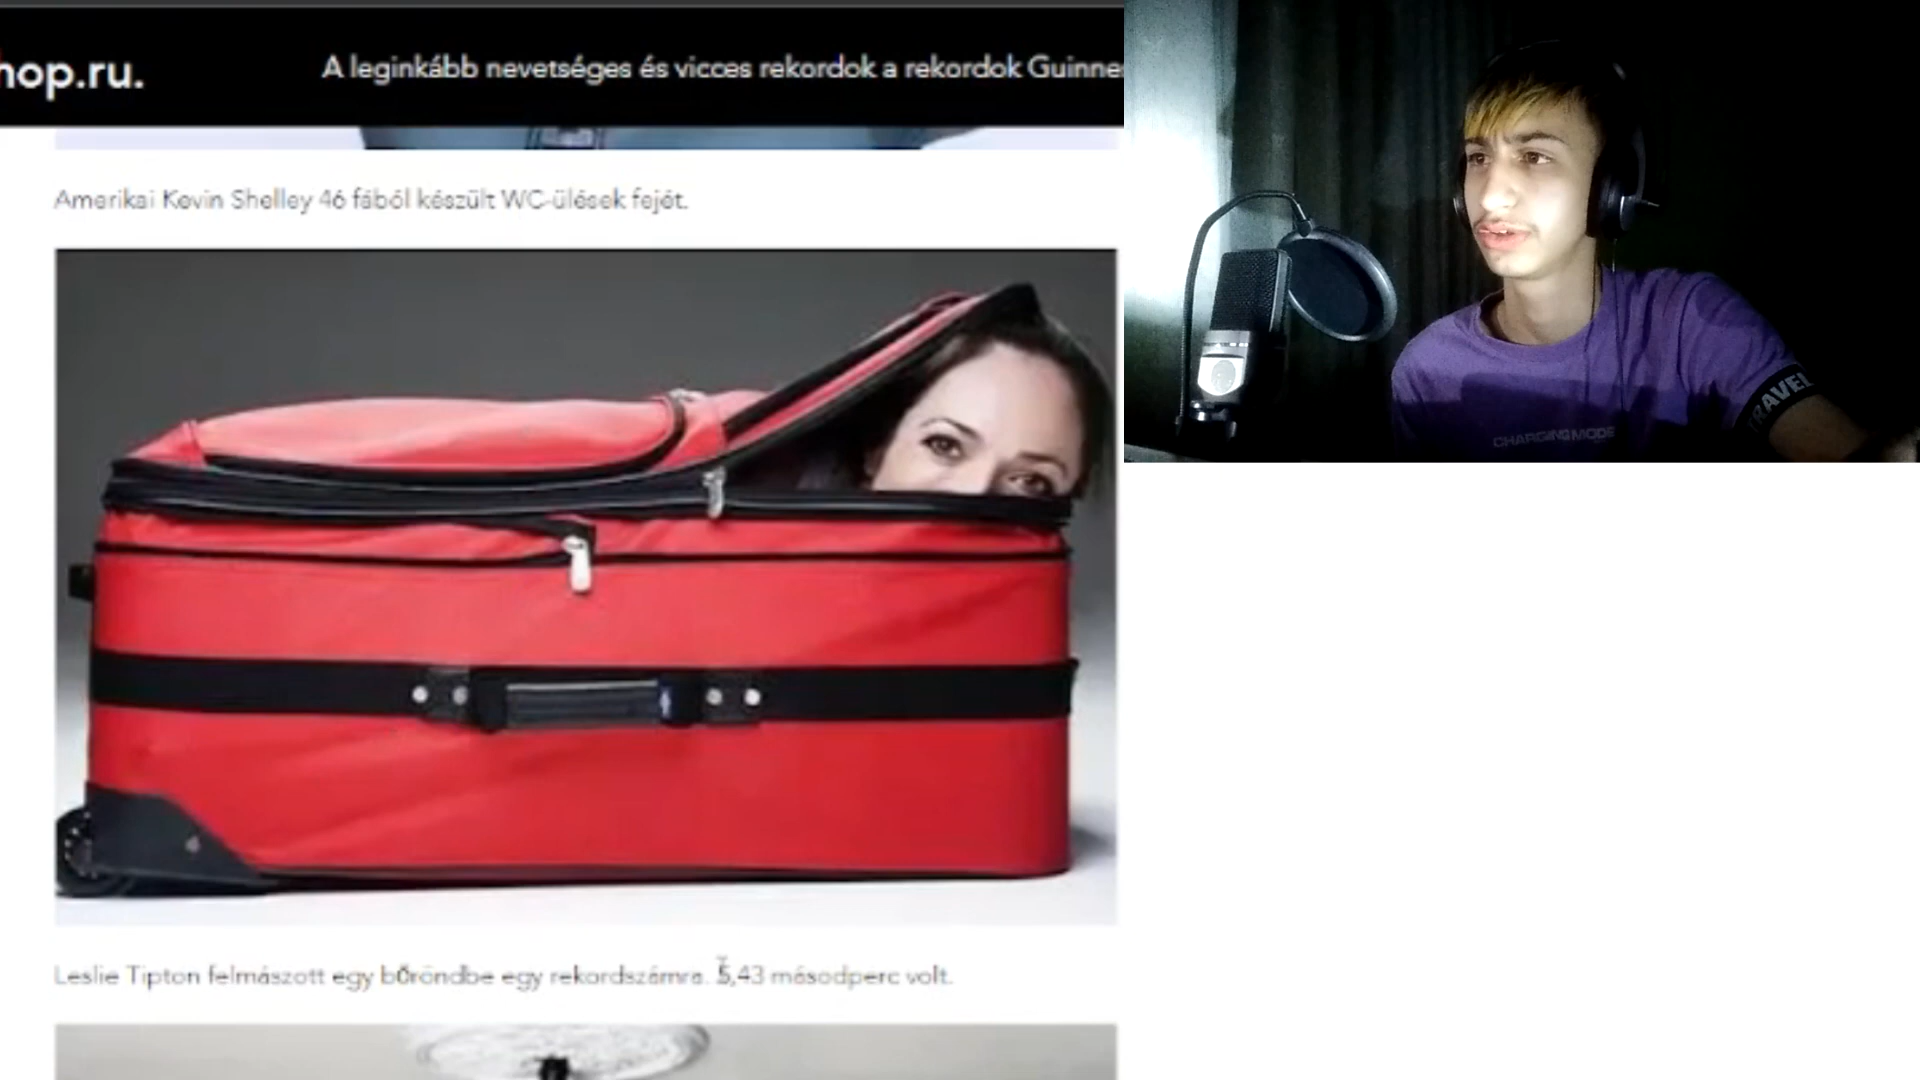 hop.ru.
A leginkább nevetséges és vicces rekordok a rekordok Guinne
Amerikai Kevin Shelley 46 fából készült WC-ülések fejét.
Leslie Tipton felmászott egy bőröndbe egy rekordszámra. 5,43 másodperc volt.
RAVEL
CHARGING MODE